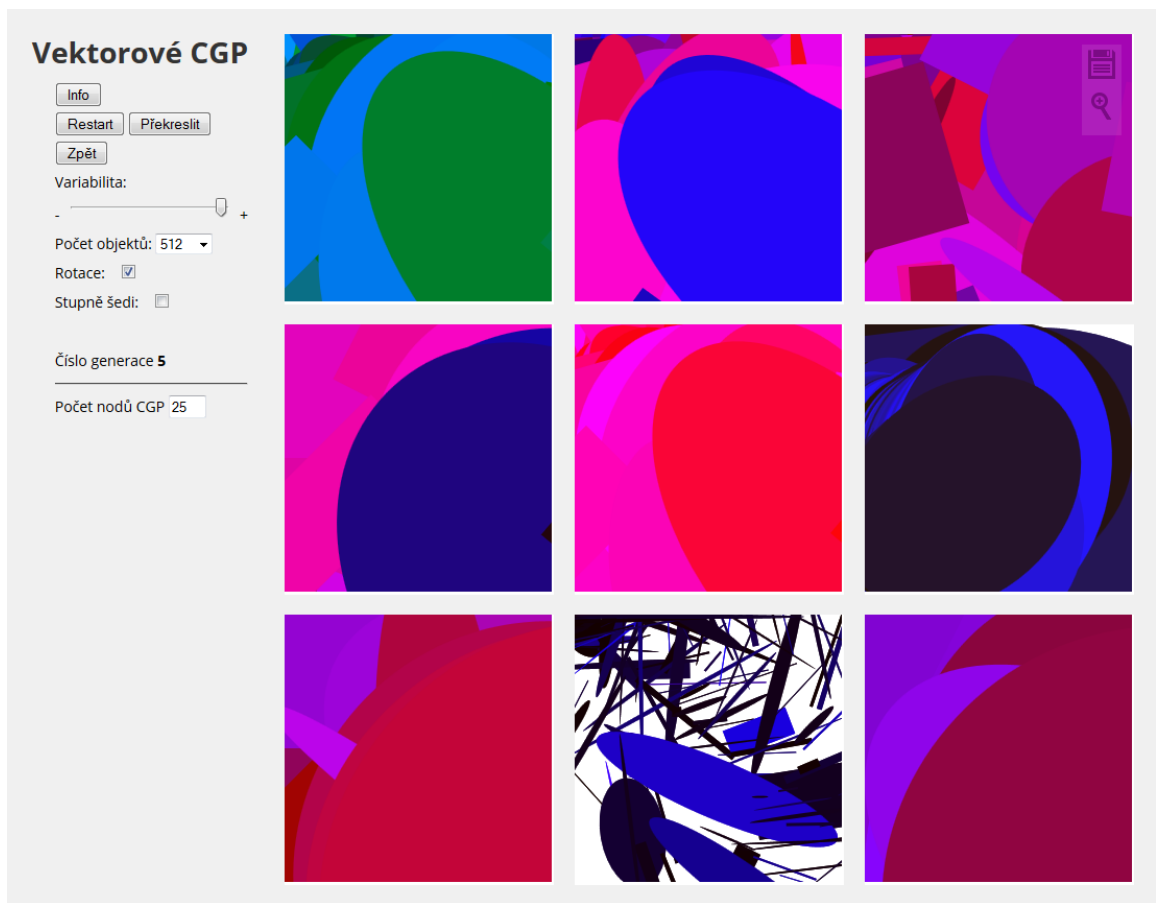 Vektorové CGP
Info
Restart Překreslit
Zpět
Variabilita:
- +
Počet objektů: 512
Rotace:
Stupně šedi:
Číslo generace 5
Počet nodů CGP 25